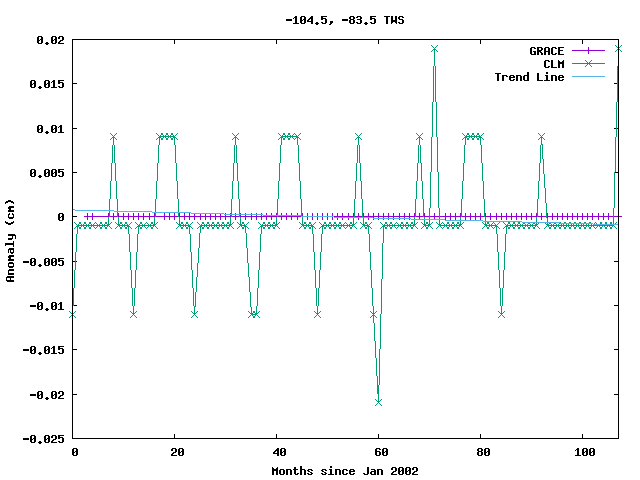 -104.5, -83.5 TWS
GRACE
CLM
Trend Line
0.02
0.015
0.01
0.005
0
-0.005
-0.01
-0.015
-0.02
-0.025
Anomaly (cm)
0 20 40 60 80 100
Months since Jan 2002